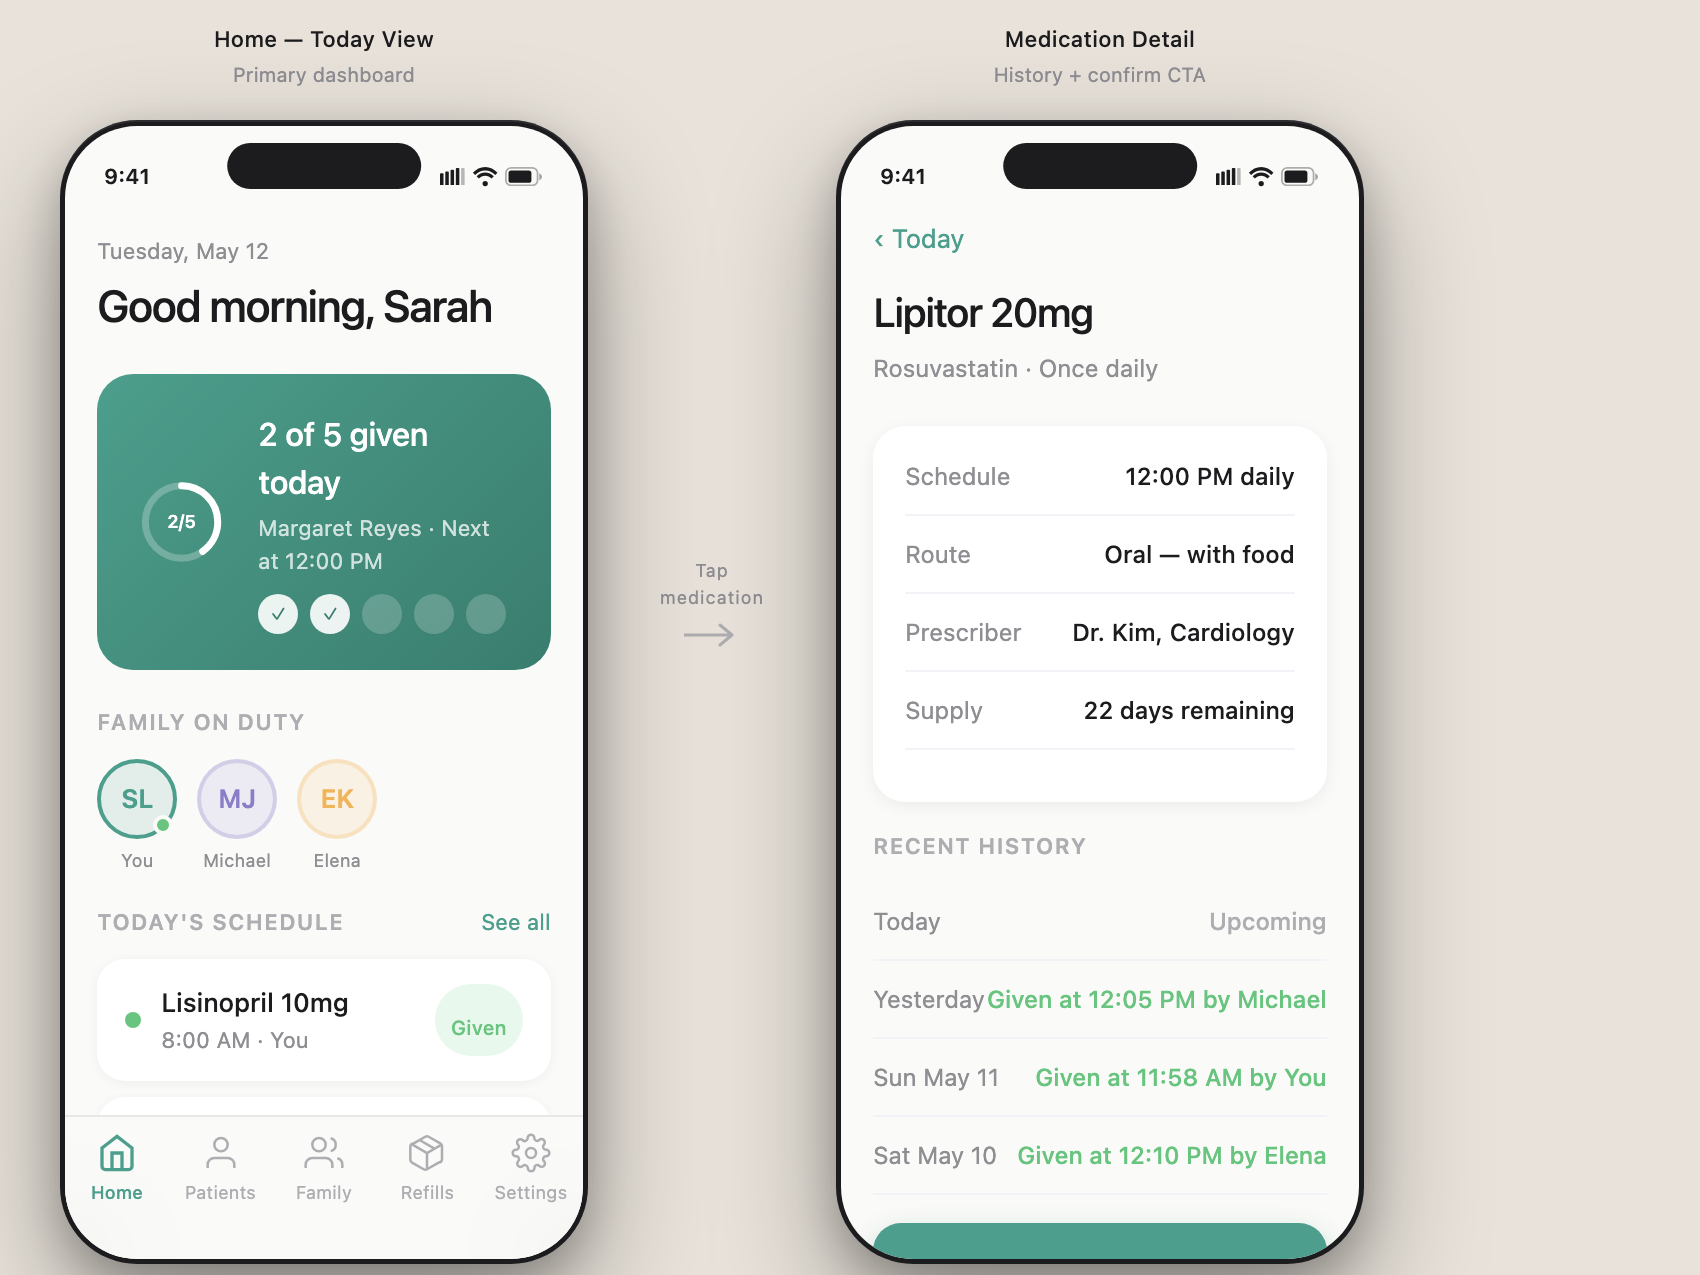 Home — Today View
Primary dashboard
9:41
Tuesday, May 12
Good morning, Sarah
2/5
2 of 5 given
today
Margaret Reyes · Next
at 12:00 PM
FAMILY ON DUTY
SL
MJ
EK
You
Michael
Elena
TODAY'S SCHEDULE
See all
Lisinopril 10mg
8:00 AM · You
Given
Home
Patients
Family
Refills
Settings
Tap
medication
Medication Detail
History + confirm CTA
9:41
‹ Today
Lipitor 20mg
Rosuvastatin · Once daily
Schedule
12:00 PM daily
Route
Oral — with food
Prescriber
Dr. Kim, Cardiology
Supply
22 days remaining
RECENT HISTORY
Today
Upcoming
Yesterday
Given at 12:05 PM by Michael
Sun May 11
Given at 11:58 AM by You
Sat May 10
Given at 12:10 PM by Elena